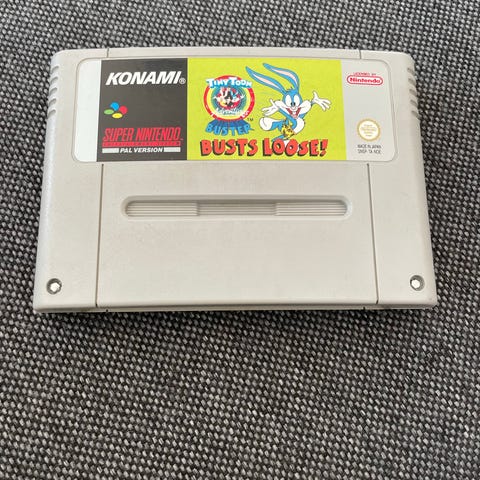 KONAMI®
SUPER NINTENDO
ENTERTAINMENT SYSTEM
PAL VERSION
TINY TOON
ADVENTURES
BUSTER
BUSTS LOOSE!
™
LICENSED BY
Nintendo
MADE IN JAPAN